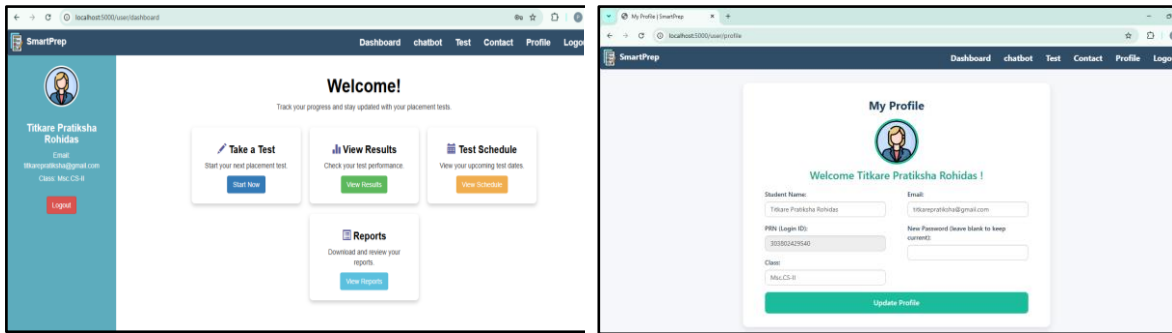 localhost:5000/user/dashboard
SmartPrep
Dashboard chatbot Test Contact Profile Logou
Titkare Pratiksha
Rohidas
Email:
titkarepratiksha@gmail.com
Class: Msc.CS-II
Logout
Welcome!
Track your progress and stay updated with your placement tests.
Take a Test
Start your next placement test.
Start Now
View Results
Check your test performance.
View Results
Test Schedule
View your upcoming test dates.
View Schedule
Reports
Download and review your
reports.
View Reports
My Profile | SmartPrep
localhost:5000/user/profile
SmartPrep
Dashboard chatbot Test Contact Profile Logo
My Profile
Welcome Titkare Pratiksha Rohidas !
Student Name:
Titkare Pratiksha Rohidas
Email:
titkarepratiksha@gmail.com
PRN (Login ID):
303802429540
New Password (leave blank to keep
current):
Class:
Msc.CS-II
Update Profile